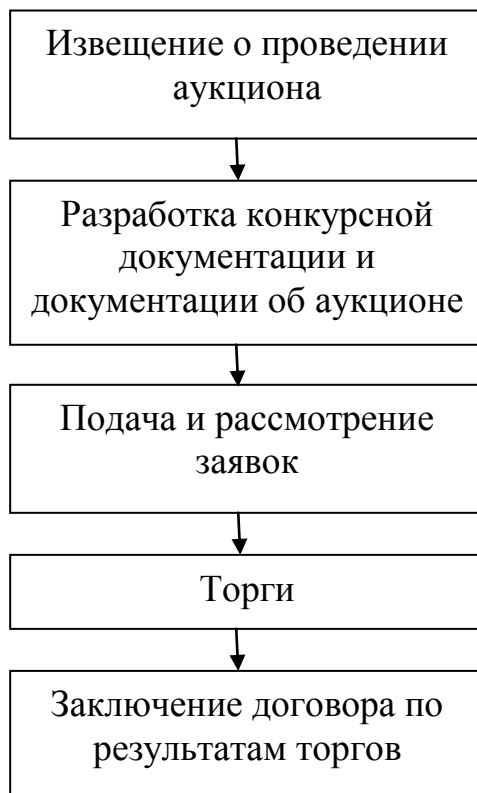 Извещение о проведении
аукциона
Разработка конкурсной
документации и
документации об аукционе
Подача и рассмотрение
заявок
Торги
Заключение договора по
результатам торгов